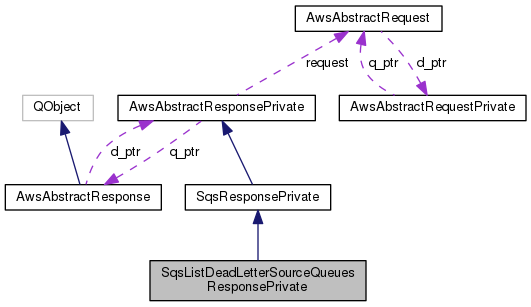 AwsAbstractRequest
request
q_ptr
d_ptr
QObject
AwsAbstractResponsePrivate
AwsAbstractRequestPrivate
d_ptr
q_ptr
AwsAbstractResponse
SqsResponsePrivate
SqsListDeadLetterSourceQueues
ResponsePrivate